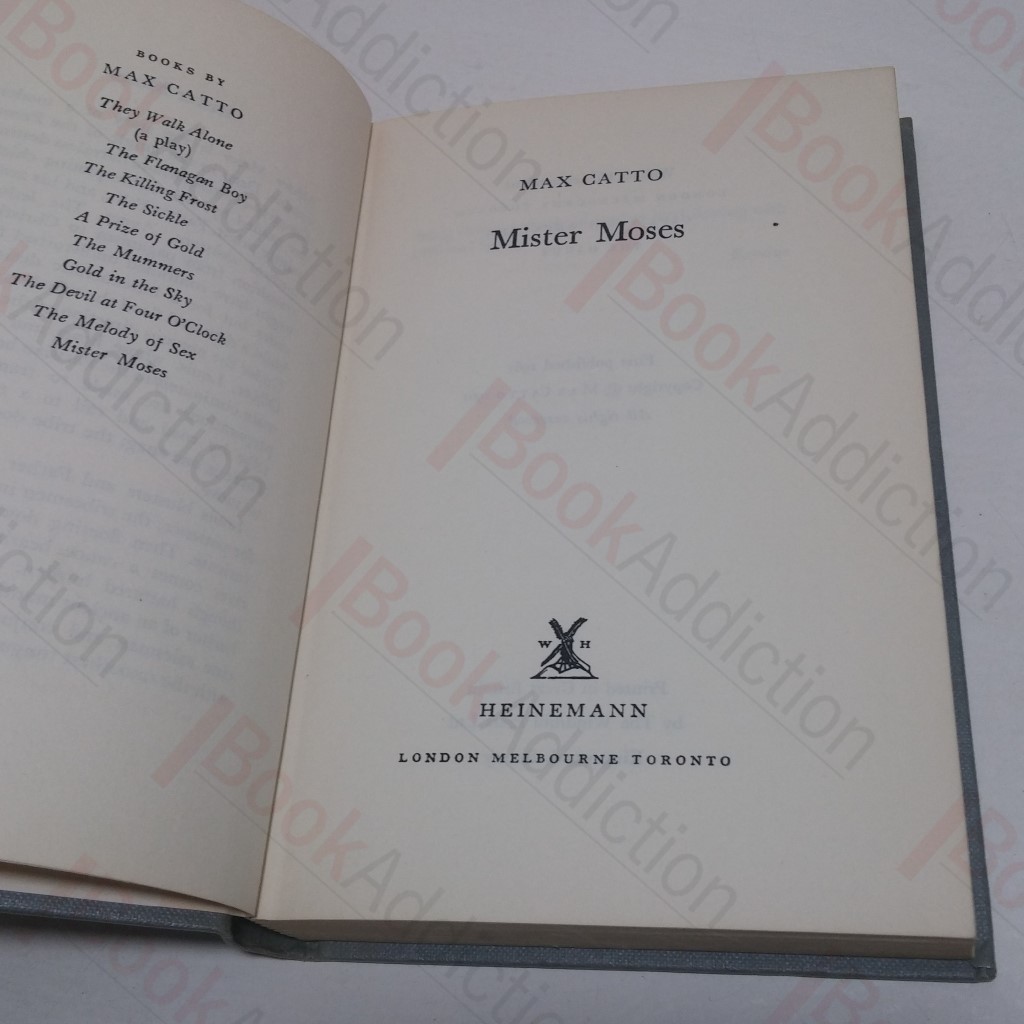 BOOKS BY
MAX CATTO
They Walk Alone
(a play)
The Flanagan Boy
The Killing Frost
The Sickle
A Prize of Gold
The Mummers
Gold in the Sky
The Devil at Four O'Clock
The Melody of Sex
Mister Moses
MAX CATTO
Mister Moses
W H
HEINEMANN
LONDON MELBOURNE TORONTO
BookAddiction